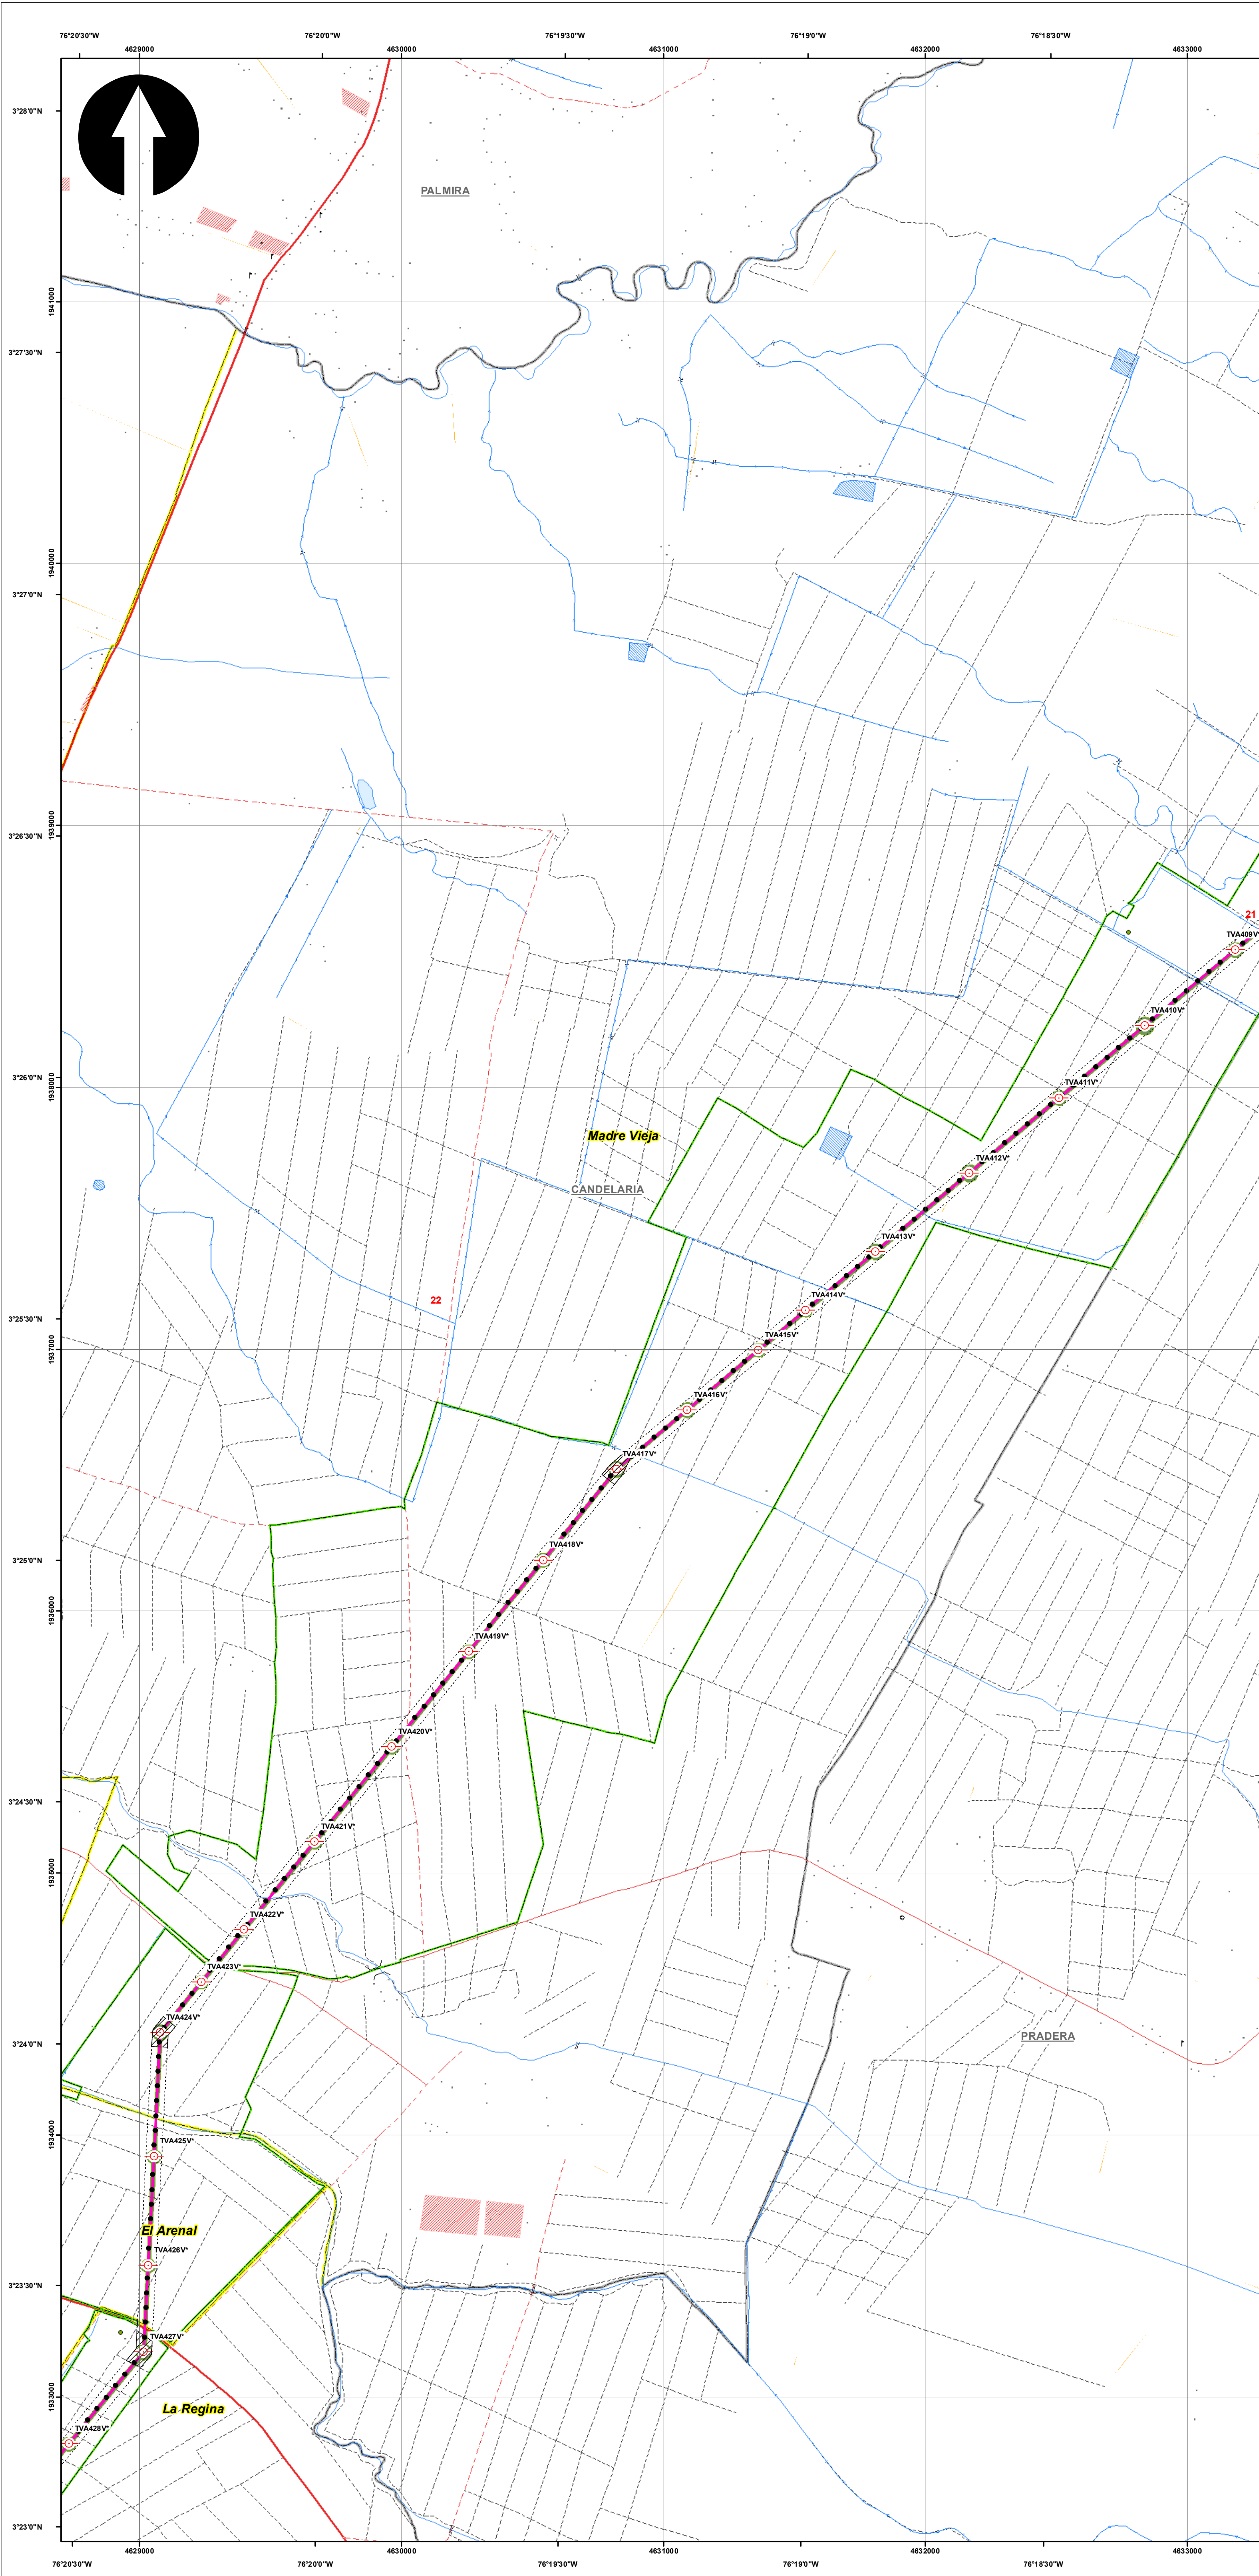 76°20'30"W 76°20'0"W 76°19'30"W 76°19'0"W 76°18'30"W
4629000 4630000 4631000 4632000 4633000
3°28'0"N
PALMIRA
1941000
3°27'30"N
1940000
3°27'0"N
1939000
3°26'30"N
21
TVA409V*
TVA410V*
3°26'0"N
1938000
TVA411V*
Madre Vieja
TVA412V*
CANDELARIA
TVA413V*
22
TVA414V*
3°25'30"N
TVA415V*
1937000
TVA416V*
TVA417V*
TVA418V*
3°25'0"N
1936000
TVA419V*
TVA420V*
3°24'30"N
TVA421V*
1935000
TVA422V*
TVA423V*
TVA424V*
PRADERA
3°24'0"N
1934000
TVA425V*
El Arenal
TVA426V*
3°23'30"N
TVA427V*
1933000
La Regina
TVA428V*
3°23'0"N
4629000 4630000 4631000 4632000 4633000
76°20'30"W 76°20'0"W 76°19'30"W 76°19'0"W 76°18'30"W